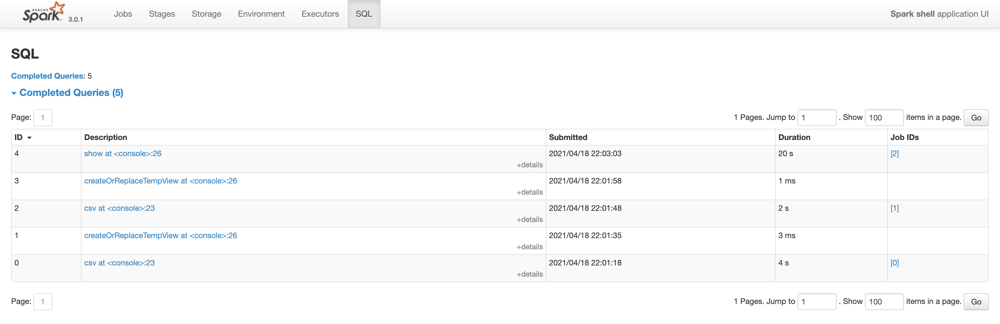 APACHE Spark 3.0.1 Jobs Stages Storage Environment Executors SQL Spark shell application UI
SQL
Completed Queries: 5
Completed Queries (5)
Page: 1 1 Pages. Jump to 1 . Show 100 items in a page. Go
ID Description Submitted Duration Job IDs
4 show at <console>:26 2021/04/18 22:03:03 20 s [2]
+details
3 createOrReplaceTempView at <console>:26 2021/04/18 22:01:58 1 ms
+details
2 csv at <console>:23 2021/04/18 22:01:48 2 s [1]
+details
1 createOrReplaceTempView at <console>:26 2021/04/18 22:01:35 3 ms
+details
0 csv at <console>:23 2021/04/18 22:01:18 4 s [0]
+details
Page: 1 1 Pages. Jump to 1 . Show 100 items in a page. Go